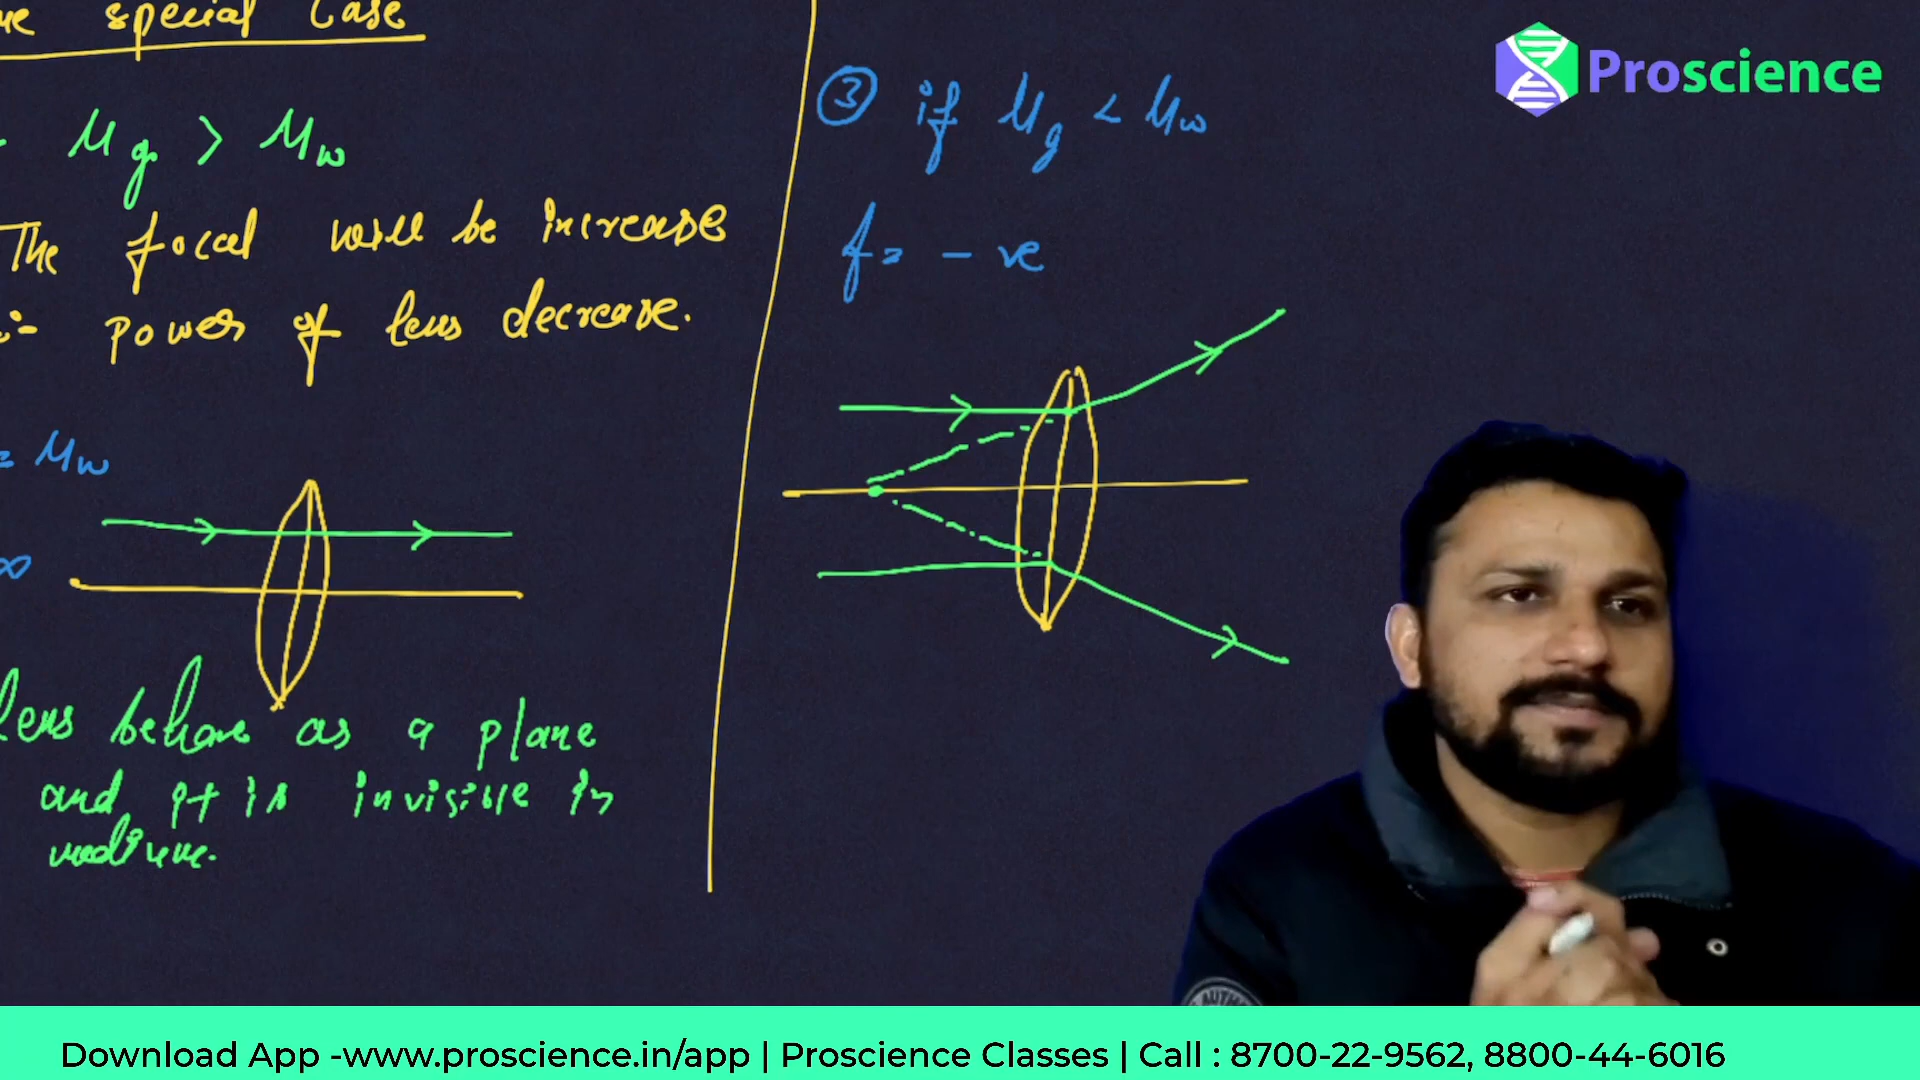 special Case
μg > μw
The focal will be increase
power of lens decrease.
= μw
∞
lens behave as a plane
and it is invisible in
③ if μg < μw
f = - ve
Proscience
AUTH
Download App -www.proscience.in/app | Proscience Classes | Call : 8700-22-9562, 8800-44-6016